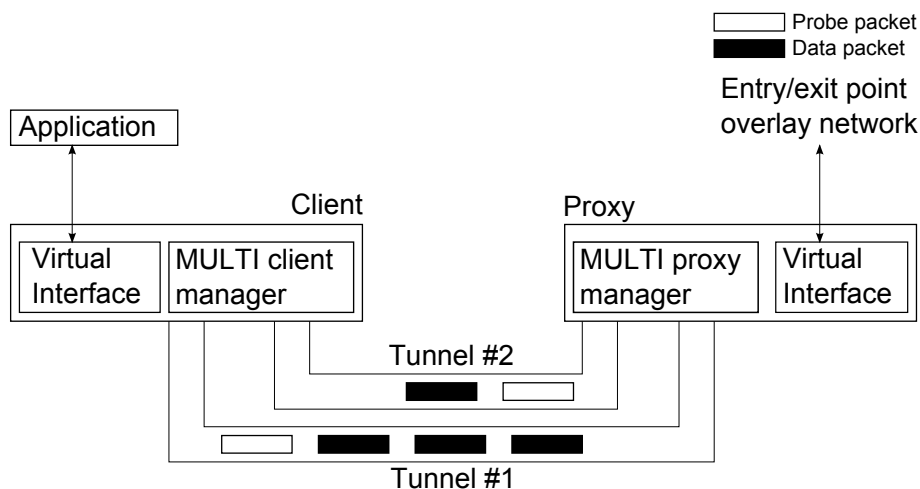 Probe packet
Data packet
Entry/exit point
overlay network
Application
Client
Proxy
Virtual
Interface
MULTI client
manager
MULTI proxy
manager
Virtual
Interface
Tunnel #2
Tunnel #1